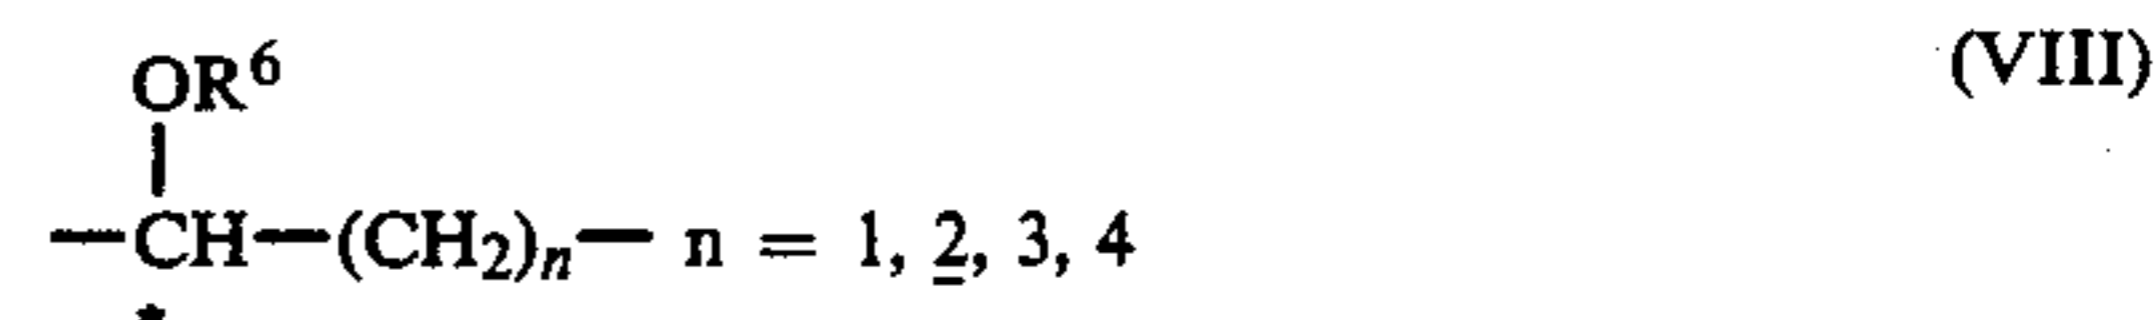 OR⁶ (VIII)
—CH—(CH₂)ₙ— n = 1, 2, 3, 4
*